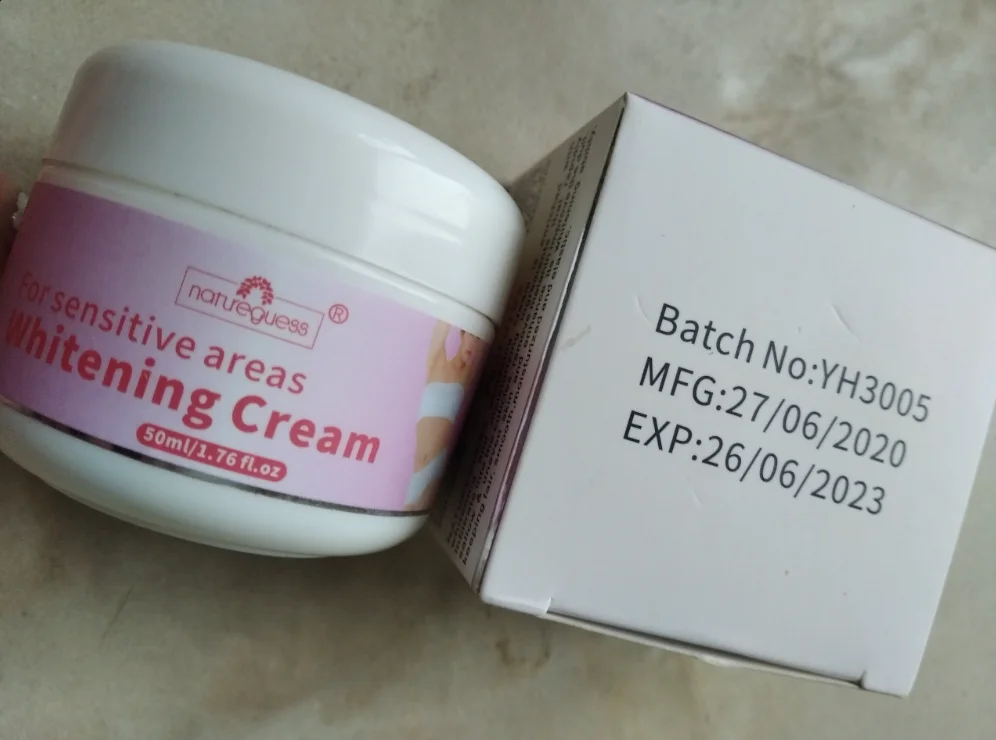 natureguess®
For sensitive areas
Whitening Cream
50ml/1.76 fl.oz
Batch No:YH3005
MFG:27/06/2020
EXP:26/06/2023